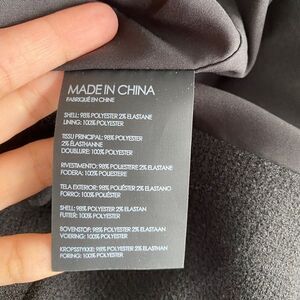 MADE IN CHINA
FABRIQUÉ EN CHINE
SHELL: 98% POLYESTER 2% ELASTANE
LINING: 100% POLYESTER
TISSU PRINCIPAL: 98% POLYESTER
2% ÉLASTHANNE
DOUBLURE: 100% POLYESTER
RIVESTIMENTO: 98% POLIESTERE 2% ELASTANE
FODERA: 100% POLIESTERE
TELA EXTERIOR: 98% POLIÉSTER 2% ELASTANO
FORRO: 100% POLIÉSTER
SHELL: 98% POLYESTER 2% ELASTAN
FUTTER: 100% POLYESTER
BOVENSTOF: 98% POLYESTER 2% ELASTAAN
VOERING: 100% POLYESTER
KROPSSTYKKE: 98% POLYESTER 2% ELASTHAN
FORING: 100% POLYESTER